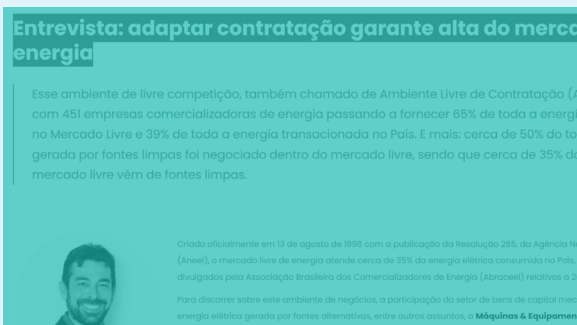 Entrevista: adaptar contratação garante alta do merca
energia
Esse ambiente de livre competição, também chamado de Ambiente Livre de Contratação (A
com 451 empresas comercializadoras de energia passando a fornecer 65% de toda a energi
no Mercado Livre e 39% de toda a energia transacionada no País. E mais: cerca de 50% do to
gerada por fontes limpas foi negociado dentro do mercado livre, sendo que cerca de 35% do
mercado livre vêm de fontes limpas.
Criado oficialmente em 13 de agosto de 1998 com a publicação da Resolução 265, da Agência Na
(Aneel), o mercado livre de energia atende cerca de 35% da energia elétrica consumida no País,
divulgados pela Associação Brasileira dos Comercializadores de Energia (Abraceel) relativos a 2
Para discorrer sobre este ambiente de negócios, a participação do setor de bens de capital mec
energia elétrica gerada por fontes alternativas, entre outros assuntos, a Máquinas & Equipamen